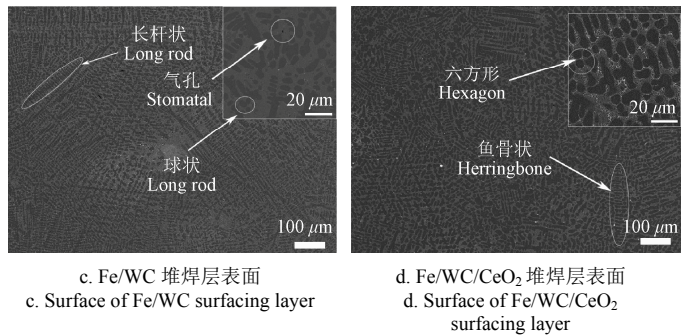 长杆状
Long rod
气孔
Stomatal
20 μm
球状
Long rod
100 μm
c. Fe/WC 堆焊层表面
c. Surface of Fe/WC surfacing layer
六方形
Hexagon
20 μm
鱼骨状
Herringbone
100 μm
d. Fe/WC/CeO₂ 堆焊层表面
d. Surface of Fe/WC/CeO₂
surfacing layer